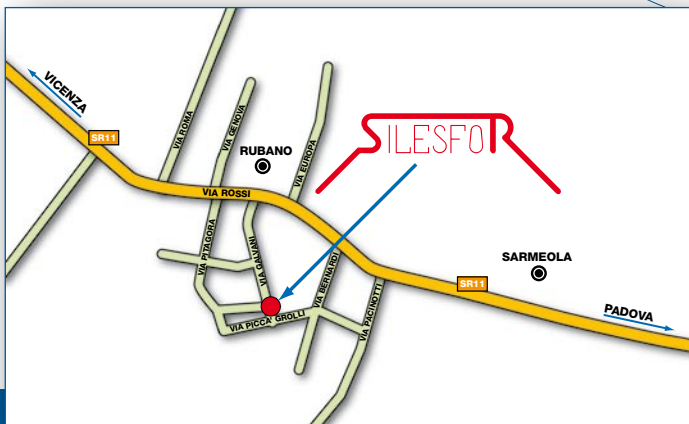 VICENZA
SR11
VIA ROMA
VIA GENOVA
RUBANO
VIA EUROPA
SILESFOR
VIA ROSSI
VIA PITAGORA
VIA GALVANI
VIA BERNARDI
SARMEOLA
SR11
PADOVA
VIA PACINOTTI
VIA PICCA' GROLLI